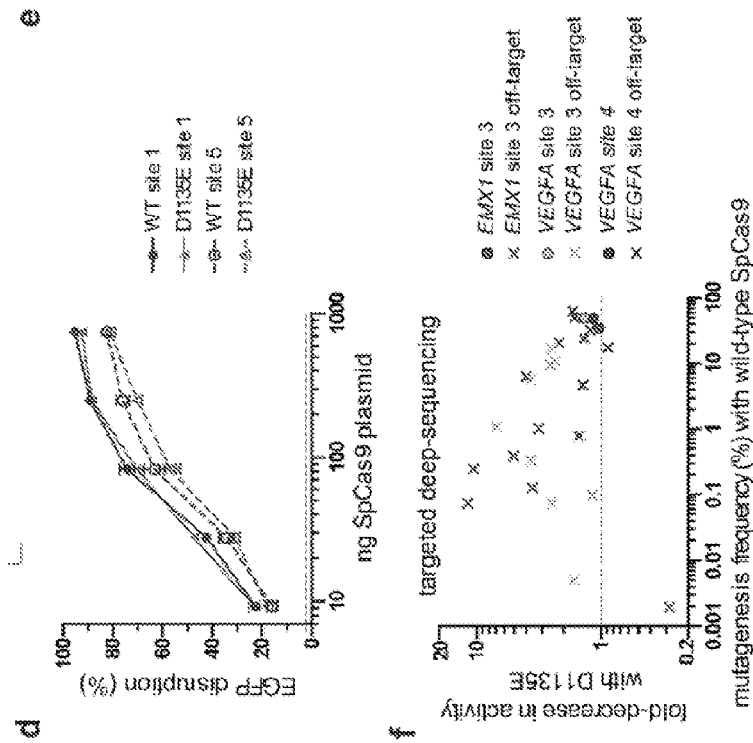 d
EGFP disruption (%)
100
80
60
40
20
0
10
100
1000
ng SpCas9 plasmid
WT site 1
D1135E site 1
WT site 5
D1135E site 5
e
f
targeted deep-sequencing
fold-decrease in activity
with D1135E
20
10
1
0.2
0.001
0.01
0.1
1
10
100
mutagenesis frequency (%) with wild-type SpCas9
EMX1 site 3
EMX1 site 3 off-target
VEGFA site 3
VEGFA site 3 off-target
VEGFA site 4
VEGFA site 4 off-target